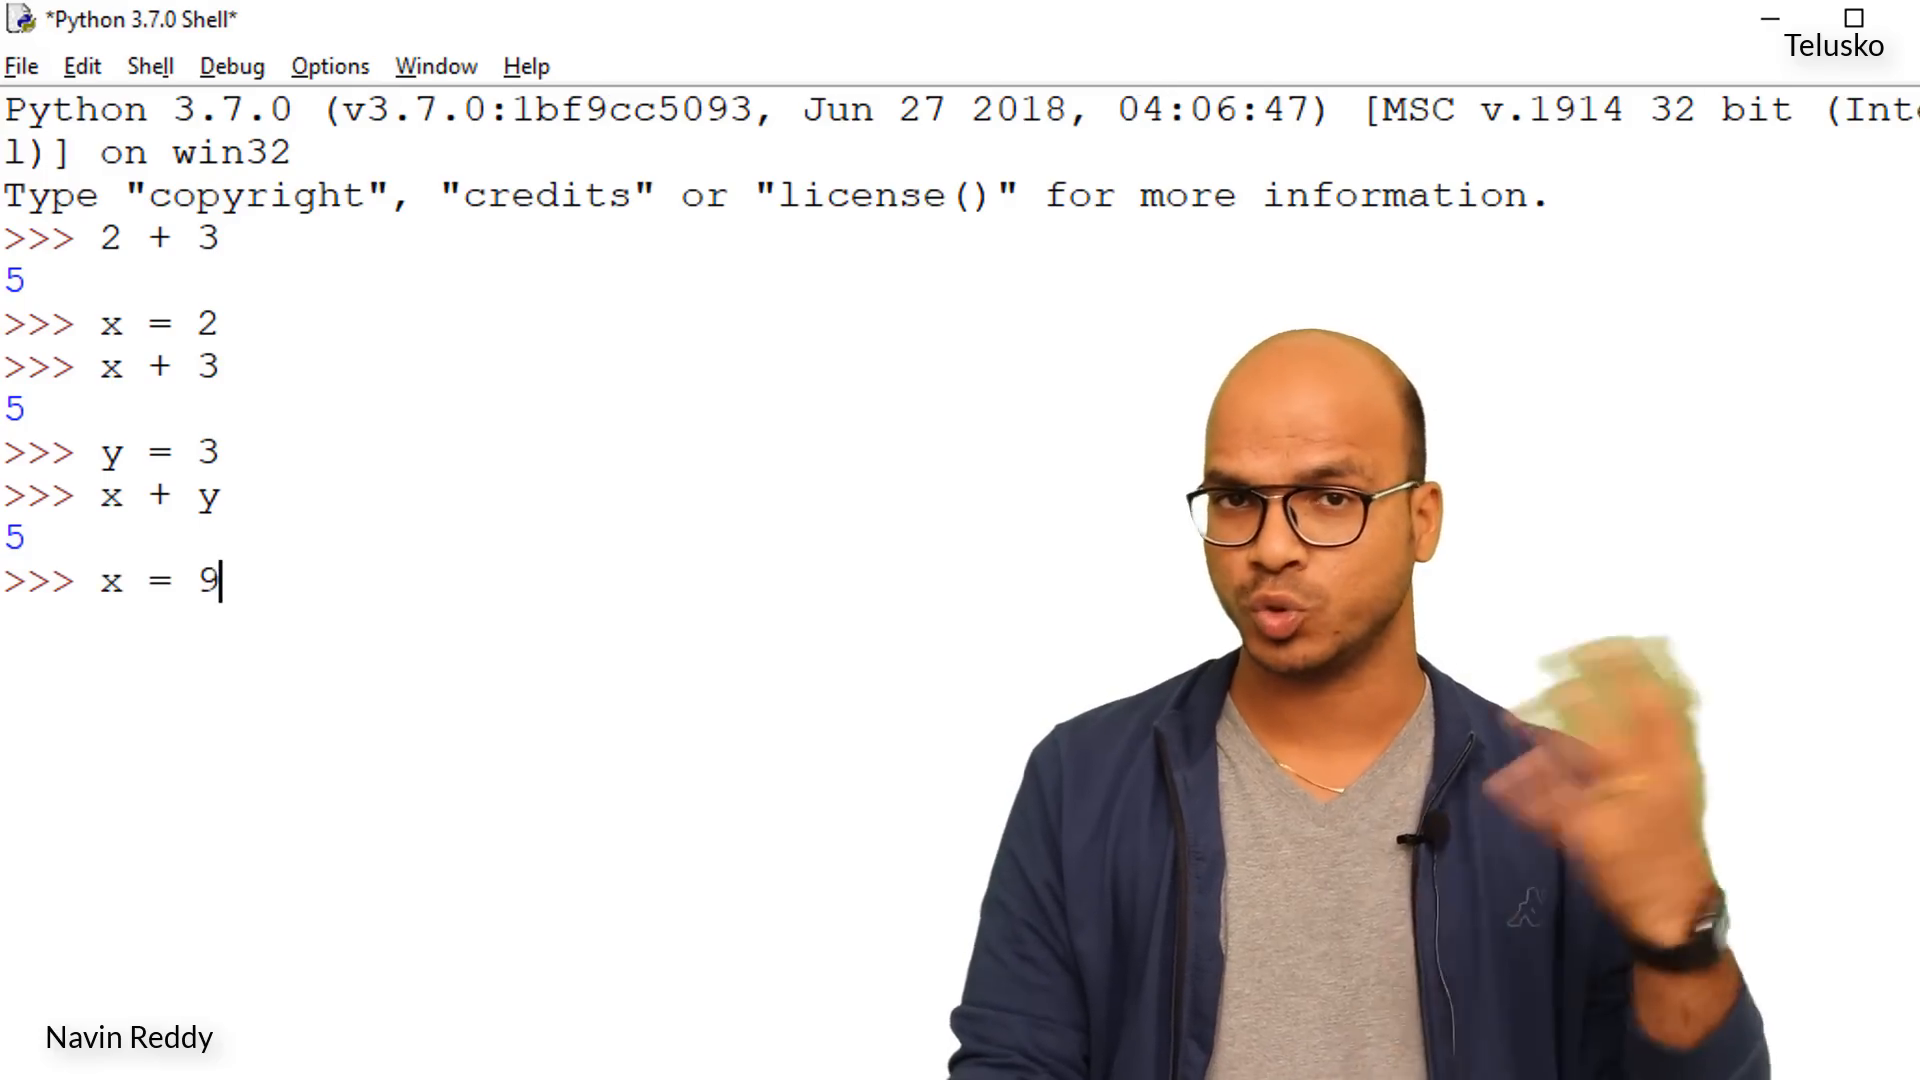 *Python 3.7.0 Shell*
Telusko
File Edit Shell Debug Options Window Help
Python 3.7.0 (v3.7.0:1bf9cc5093, Jun 27 2018, 04:06:47) [MSC v.1914 32 bit (Inte
l)] on win32
Type "copyright", "credits" or "license()" for more information.
>>> 2 + 3
5
>>> x = 2
>>> x + 3
5
>>> y = 3
>>> x + y
5
>>> x = 9
Navin Reddy